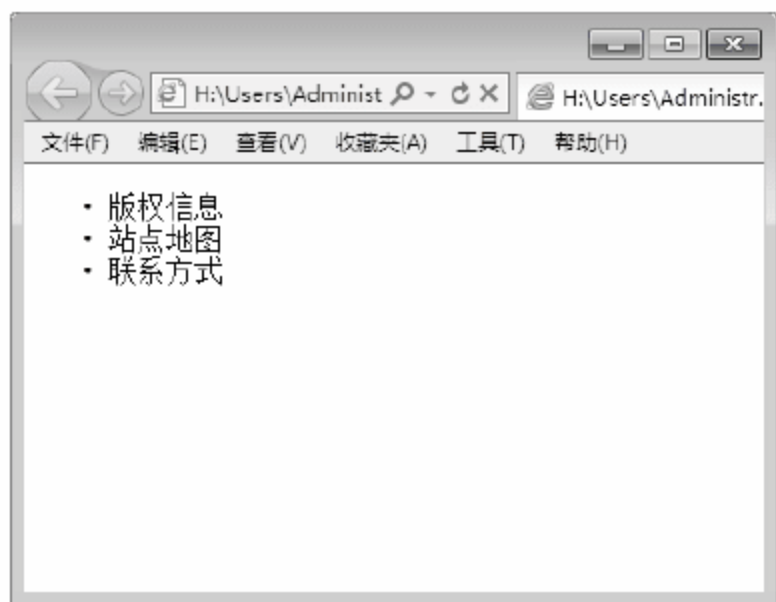 H:\Users\Administ
H:\Users\Administr.
文件(F) 编辑(E) 查看(V) 收藏夹(A) 工具(T) 帮助(H)
· 版权信息
· 站点地图
· 联系方式